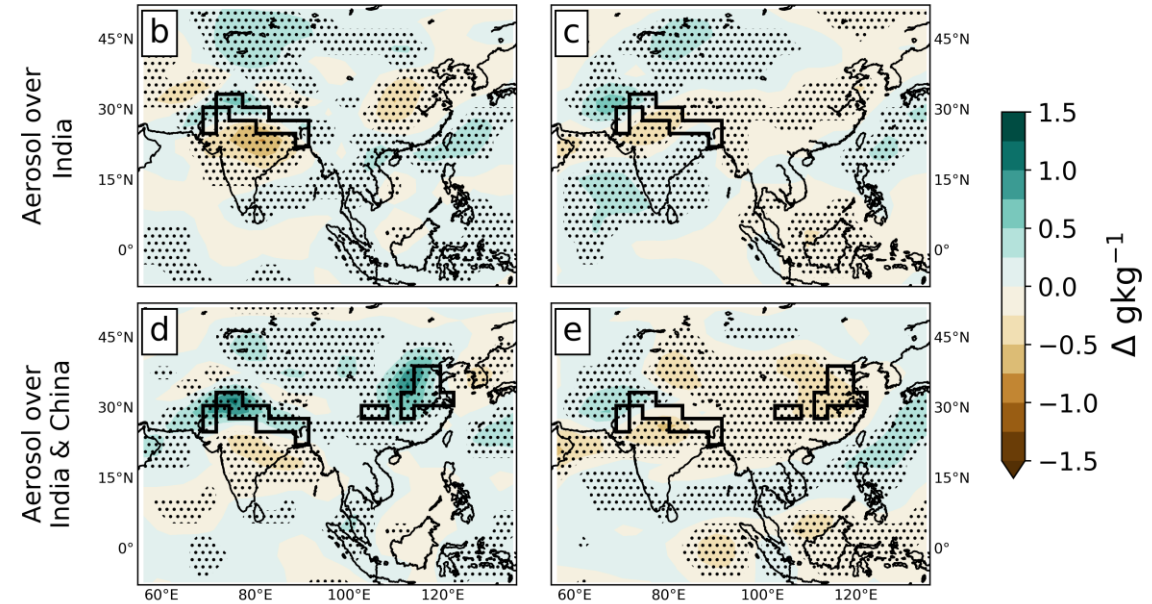 b
c
45°N
45°N
30°N
30°N
15°N
15°N
0°
0°
Aerosol over
India
d
e
45°N
45°N
30°N
30°N
15°N
15°N
0°
0°
Aerosol over
India & China
60°E 80°E 100°E 120°E
60°E 80°E 100°E 120°E
1.5
1.0
0.5
0.0
−0.5
−1.0
−1.5
Δ gkg⁻¹